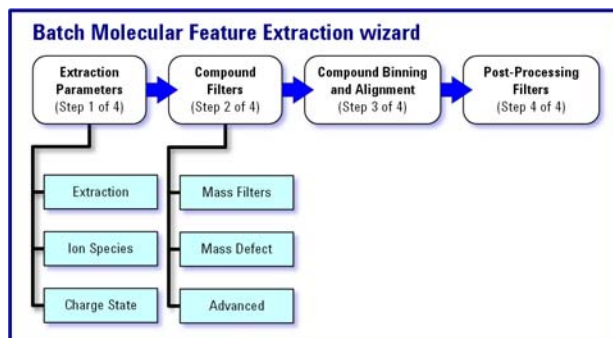 Batch Molecular Feature Extraction wizard
Extraction
Parameters
(Step 1 of 4)
Compound
Filters
(Step 2 of 4)
Compound Binning
and Alignment
(Step 3 of 4)
Post-Processing
Filters
(Step 4 of 4)
Extraction
Ion Species
Charge State
Mass Filters
Mass Defect
Advanced